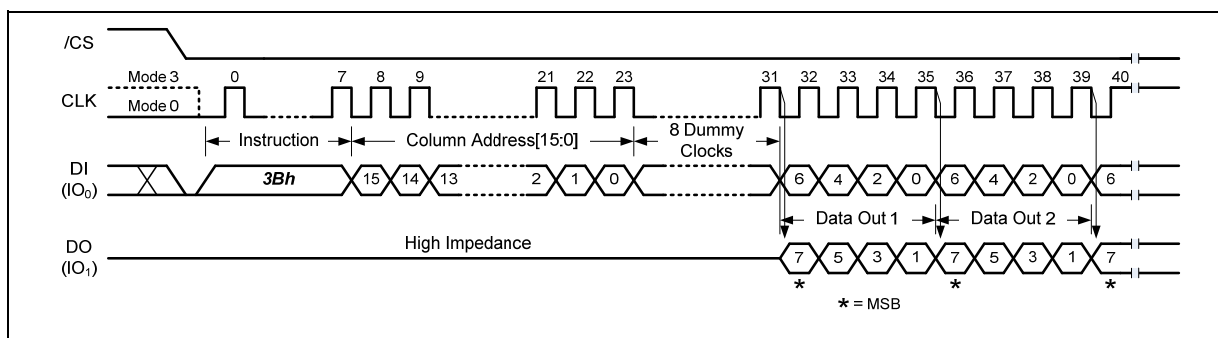 /CS
Mode 3 0 7 8 9 21 22 23 31 32 33 34 35 36 37 38 39 40
CLK
Mode 0
Instruction Column Address[15:0] 8 Dummy
Clocks
DI
(IO0) 3Bh 15 14 13 2 1 0 6 4 2 0 6 4 2 0 6
Data Out 1 Data Out 2
High Impedance
DO
(IO1) 7 5 3 1 7 5 3 1 7
* * *
* = MSB